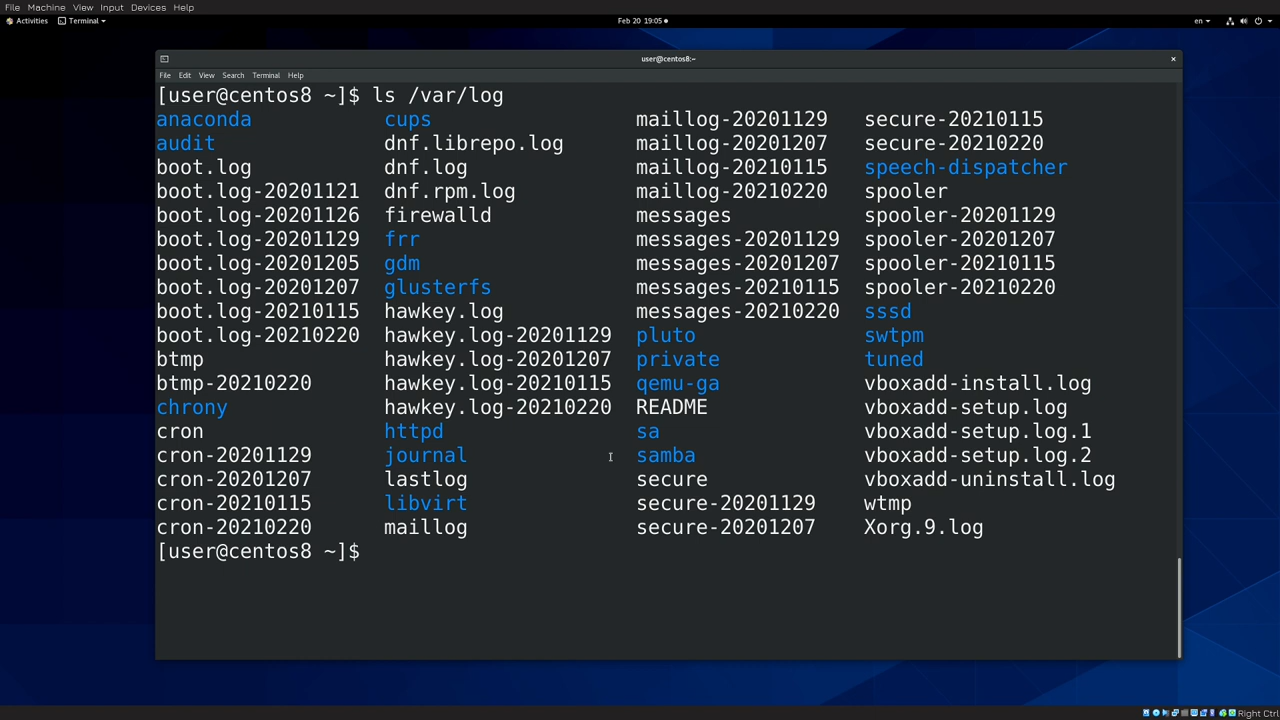 File Machine View Input Devices Help
Activities Terminal Feb 20 19:05 en
user@centos8:~
File Edit View Search Terminal Help
[user@centos8 ~]$ ls /var/log
anaconda cups maillog-20201129 secure-20210115
audit dnf.librepo.log maillog-20201207 secure-20210220
boot.log dnf.log maillog-20210115 speech-dispatcher
boot.log-20201121 dnf.rpm.log maillog-20210220 spooler
boot.log-20201126 firewalld messages spooler-20201129
boot.log-20201129 frr messages-20201129 spooler-20201207
boot.log-20201205 gdm messages-20201207 spooler-20210115
boot.log-20201207 glusterfs messages-20210115 spooler-20210220
boot.log-20210115 hawkey.log messages-20210220 sssd
boot.log-20210220 hawkey.log-20201129 pluto swtpm
btmp hawkey.log-20201207 private tuned
btmp-20210220 hawkey.log-20210115 qemu-ga vboxadd-install.log
chrony hawkey.log-20210220 README vboxadd-setup.log
cron httpd sa vboxadd-setup.log.1
cron-20201129 journal samba vboxadd-setup.log.2
cron-20201207 lastlog secure vboxadd-uninstall.log
cron-20210115 libvirt secure-20201129 wtmp
cron-20210220 maillog secure-20201207 Xorg.9.log
[user@centos8 ~]$
Right Ctrl